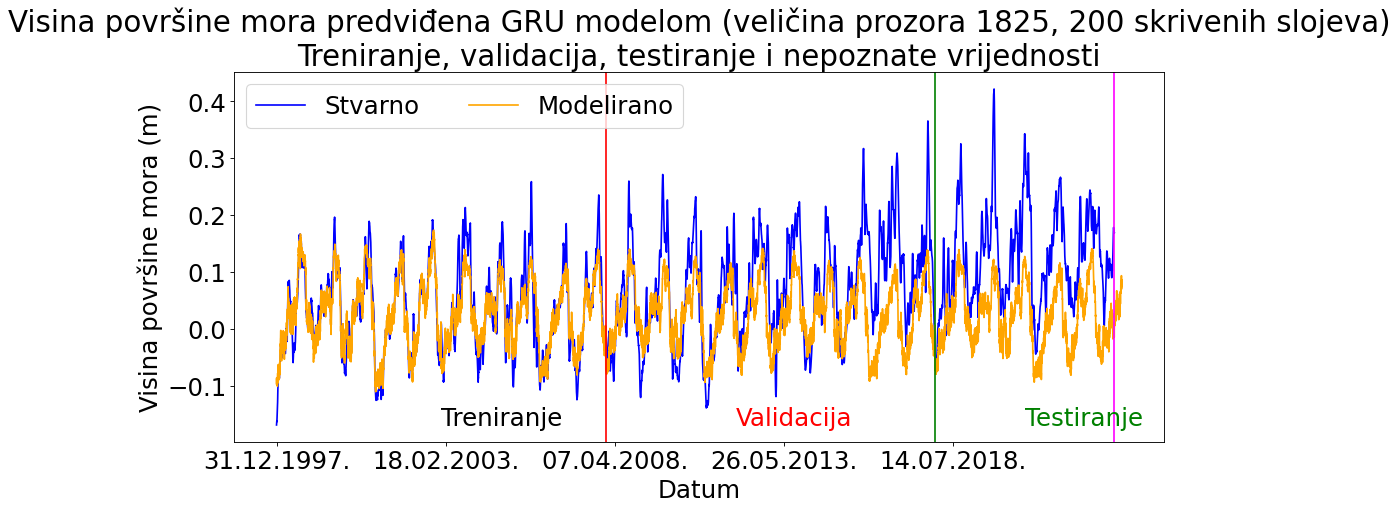 Visina površine mora predviđena GRU modelom (veličina prozora 1825, 200 skrivenih slojeva)
Treniranje, validacija, testiranje i nepoznate vrijednosti
Stvarno
Modelirano
Visina površine mora (m)
0.4
0.3
0.2
0.1
0.0
−0.1
Treniranje
Validacija
Testiranje
31.12.1997.
18.02.2003.
07.04.2008.
26.05.2013.
14.07.2018.
Datum